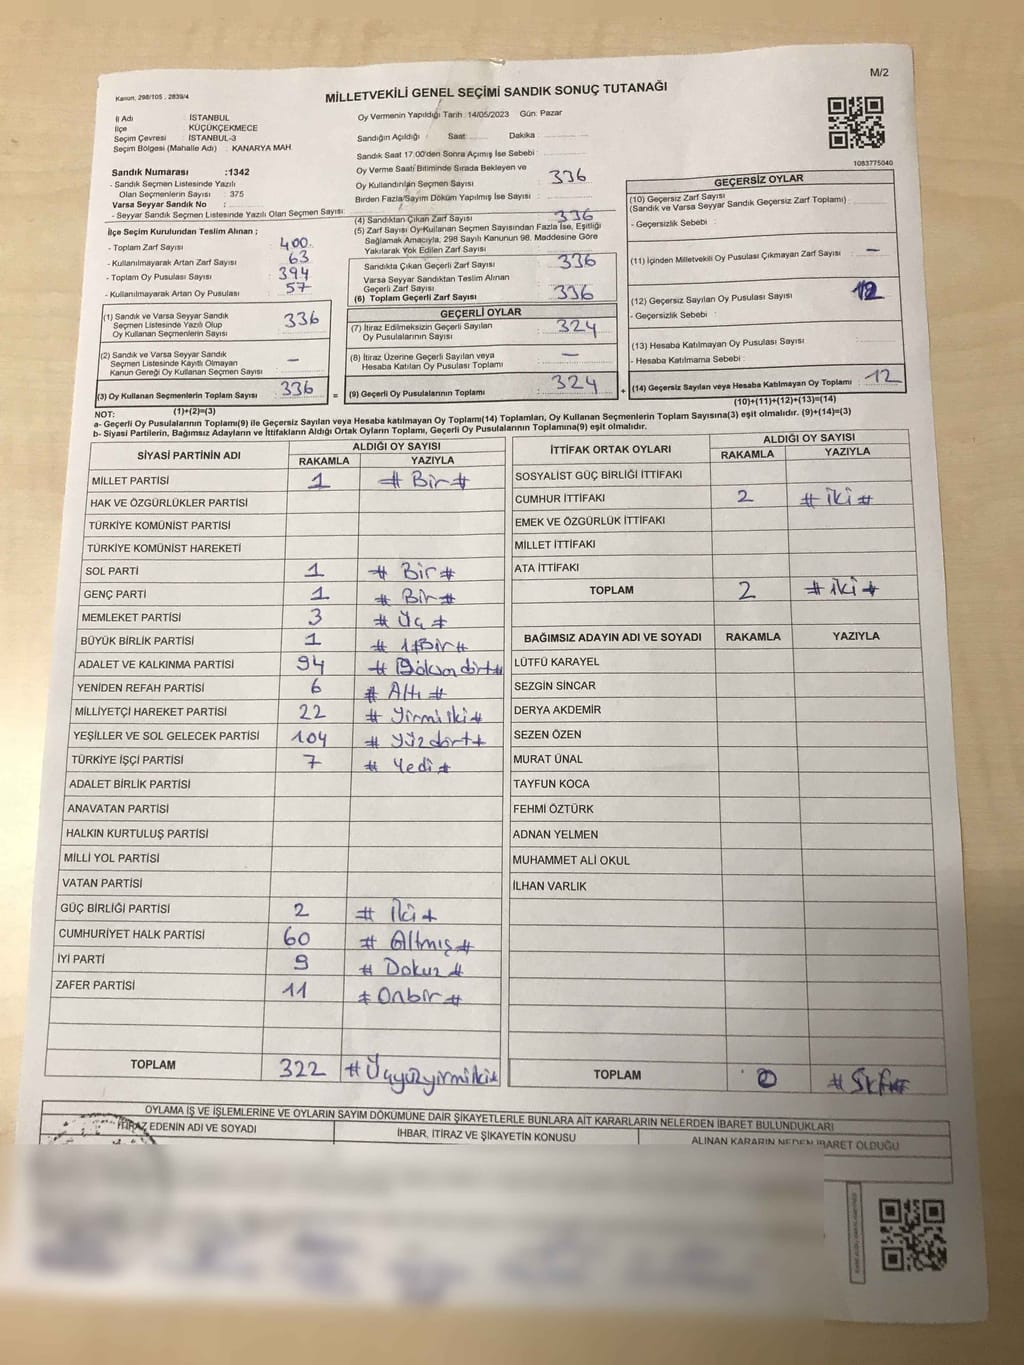 M/2
Kanun, 298/105 , 2839/4
MİLLETVEKİLİ GENEL SEÇİMİ SANDIK SONUÇ TUTANAĞI
İl Adı : İSTANBUL
İlçe : KÜÇÜKÇEKMECE
Seçim Çevresi : İSTANBUL-3
Seçim Bölgesi (Mahalle Adı) : KANARYA MAH.
Sandık Numarası :1342
- Sandık Seçmen Listesinde Yazılı
Olan Seçmenlerin Sayısı : 375
Varsa Seyyar Sandık No :
- Seyyar Sandık Seçmen Listesinde Yazılı Olan Seçmen Sayısı:
İlçe Seçim Kurulundan Teslim Alınan ;
- Toplam Zarf Sayısı : 400
- Kullanılmayarak Artan Zarf Sayısı : 63
- Toplam Oy Pusulası Sayısı : 394
- Kullanılmayarak Artan Oy Pusulası : 57
(1) Sandık ve Varsa Seyyar Sandık
Seçmen Listesinde Yazılı Olup
Oy Kullanan Seçmenlerin Sayısı : 336
(2) Sandık ve Varsa Seyyar Sandık
Seçmen Listesinde Kayıtlı Olmayan
Kanun Gereği Oy Kullanan Seçmen Sayısı : —
(3) Oy Kullanan Seçmenlerin Toplam Sayısı : 336
(1)+(2)=(3)
Oy Vermenin Yapıldığı Tarih : 14/05/2023 Gün: Pazar
Sandığın Açıldığı : Saat: Dakika :
Sandık Saat 17:00'den Sonra Açımış İse Sebebi :
Oy Verme Saati Bitiminde Sırada Bekleyen ve
Oy Kullandırılan Seçmen Sayısı : 336
Birden Fazla Sayım Döküm Yapılmış İse Sayısı :
(4) Sandıktan Çıkan Zarf Sayısı : 336
(5) Zarf Sayısı Oy Kullanan Seçmen Sayısından Fazla İse, Eşitliği
Sağlamak Amacıyla, 298 Sayılı Kanunun 98. Maddesine Göre
Yakılarak Yok Edilen Zarf Sayısı :
Sandıkta Çıkan Geçerli Zarf Sayısı : 336
Varsa Seyyar Sandıktan Teslim Alınan
Geçerli Zarf Sayısı :
(6) Toplam Geçerli Zarf Sayısı : 336
GEÇERLİ OYLAR
(7) İtiraz Edilmeksizin Geçerli Sayılan
Oy Pusulalarının Sayısı : 324
(8) İtiraz Üzerine Geçerli Sayılan veya
Hesaba Katılan Oy Pusulası Toplamı : —
= (9) Geçerli Oy Pusulalarının Toplamı : 324 +
1083775040
GEÇERSİZ OYLAR
(10) Geçersiz Zarf Sayısı
(Sandık ve Varsa Seyyar Sandık Geçersiz Zarf Toplamı) :
- Geçersizlik Sebebi :
(11) İçinden Milletvekili Oy Pusulası Çıkmayan Zarf Sayısı : —
(12) Geçersiz Sayılan Oy Pusulası Sayısı : 12
- Geçersizlik Sebebi :
(13) Hesaba Katılmayan Oy Pusulası Sayısı :
- Hesaba Katılmama Sebebi :
(14) Geçersiz Sayılan veya Hesaba Katılmayan Oy Toplamı : 12
(10)+(11)+(12)+(13)=(14)
NOT:
a- Geçerli Oy Pusulalarının Toplamı(9) ile Geçersiz Sayılan veya Hesaba katılmayan Oy Toplamı(14) Toplamları, Oy Kullanan Seçmenlerin Toplam Sayısına(3) eşit olmalıdır. (9)+(14)=(3)
b- Siyasi Partilerin, Bağımsız Adayların ve İttifakların Aldığı Ortak Oyların Toplamı, Geçerli Oy Pusulalarının Toplamına(9) eşit olmalıdır.
SİYASİ PARTİNİN ADI ALDIĞI OY SAYISI
RAKAMLA YAZIYLA
MİLLET PARTİSİ 1 # Bir #
HAK VE ÖZGÜRLÜKLER PARTİSİ
TÜRKİYE KOMÜNİST PARTİSİ
TÜRKİYE KOMÜNİST HAREKETİ
SOL PARTİ 1 # Bir #
GENÇ PARTİ 1 # Bir #
MEMLEKET PARTİSİ 3 # Üç #
BÜYÜK BİRLİK PARTİSİ 1 # 1 # Bir #
ADALET VE KALKINMA PARTİSİ 94 #
YENİDEN REFAH PARTİSİ 6 # Altı #
MİLLİYETÇİ HAREKET PARTİSİ 22 # Yirmiiki #
YEŞİLLER VE SOL GELECEK PARTİSİ 104 # Yüzdört #
TÜRKİYE İŞÇİ PARTİSİ 7 # Yedi #
ADALET BİRLİK PARTİSİ
ANAVATAN PARTİSİ
HALKIN KURTULUŞ PARTİSİ
MİLLİ YOL PARTİSİ
VATAN PARTİSİ
GÜÇ BİRLİĞİ PARTİSİ 2 # İki #
CUMHURİYET HALK PARTİSİ 60 # Altmış #
İYİ PARTİ 9 # Dokuz #
ZAFER PARTİSİ 11 # Onbir #
TOPLAM 322 # Üçyüzyirmiiki #
İTTİFAK ORTAK OYLARI ALDIĞI OY SAYISI
RAKAMLA YAZIYLA
SOSYALİST GÜÇ BİRLİĞİ İTTİFAKI
CUMHUR İTTİFAKI 2 # iki #
EMEK VE ÖZGÜRLÜK İTTİFAKI
MİLLET İTTİFAKI
ATA İTTİFAKI
TOPLAM 2 # iki #
BAĞIMSIZ ADAYIN ADI VE SOYADI RAKAMLA YAZIYLA
LÜTFÜ KARAYEL
SEZGİN SİNCAR
DERYA AKDEMİR
SEZEN ÖZEN
MURAT ÜNAL
TAYFUN KOCA
FEHMİ ÖZTÜRK
ADNAN YELMEN
MUHAMMET ALİ OKUL
İLHAN VARLIK
TOPLAM 0
OYLAMA İŞ VE İŞLEMLERİNE VE OYLARIN SAYIM DÖKÜMÜNE DAİR ŞİKAYETLERLE BUNLARA AİT KARARLARIN NELERDEN İBARET BULUNDUKLARI
İTİRAZ EDENİN ADI VE SOYADI İHBAR, İTİRAZ VE ŞİKAYETİN KONUSU ALINAN KARARIN NEDEN İBARET OLDUĞU